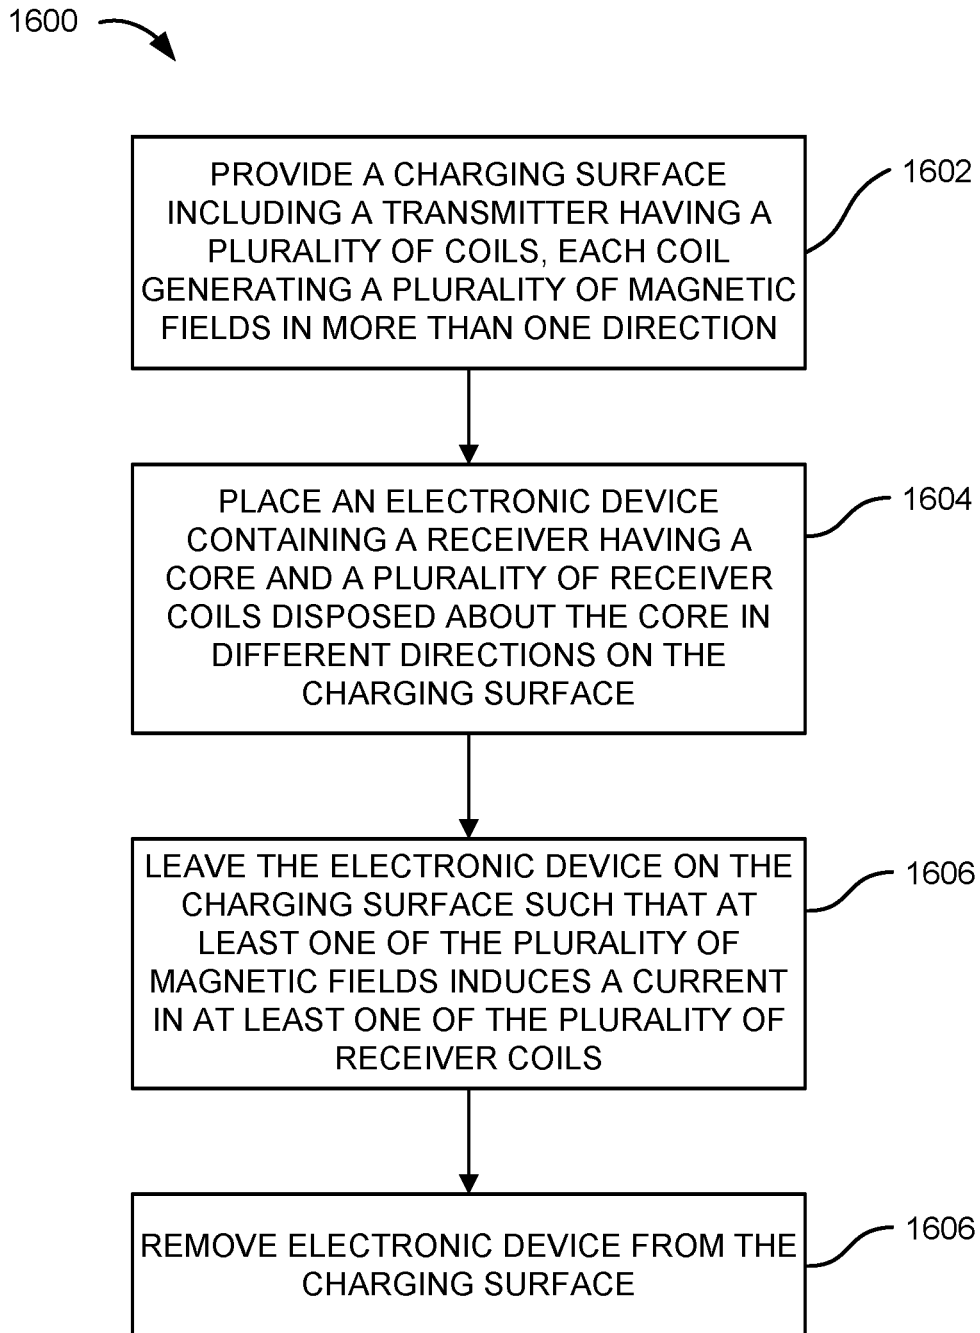 1600
PROVIDE A CHARGING SURFACE
INCLUDING A TRANSMITTER HAVING A
PLURALITY OF COILS, EACH COIL
GENERATING A PLURALITY OF MAGNETIC
FIELDS IN MORE THAN ONE DIRECTION
1602
PLACE AN ELECTRONIC DEVICE
CONTAINING A RECEIVER HAVING A
CORE AND A PLURALITY OF RECEIVER
COILS DISPOSED ABOUT THE CORE IN
DIFFERENT DIRECTIONS ON THE
CHARGING SURFACE
1604
LEAVE THE ELECTRONIC DEVICE ON THE
CHARGING SURFACE SUCH THAT AT
LEAST ONE OF THE PLURALITY OF
MAGNETIC FIELDS INDUCES A CURRENT
IN AT LEAST ONE OF THE PLURALITY OF
RECEIVER COILS
1606
REMOVE ELECTRONIC DEVICE FROM THE
CHARGING SURFACE
1606